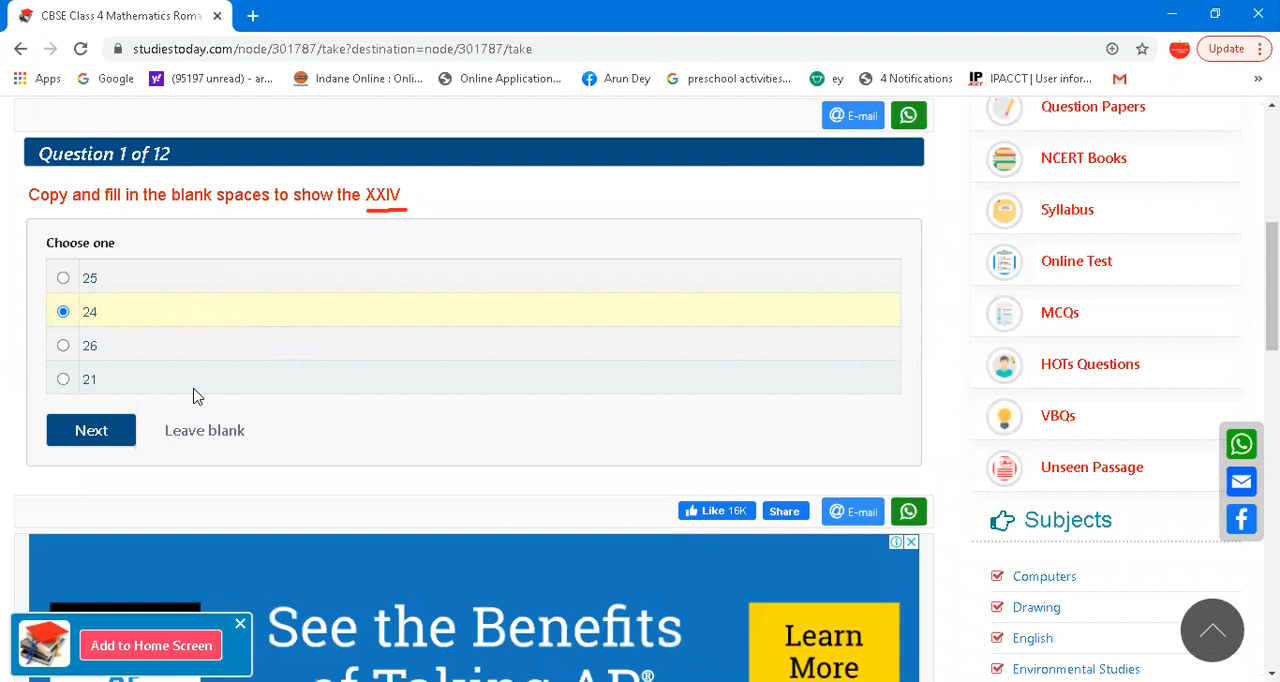 CBSE Class 4 Mathematics Roma
studiestoday.com/node/301787/take?destination=node/301787/take
Update
Apps
Google
(95197 unread) - ar...
Indane Online : Onli...
Online Application...
Arun Dey
preschool activities...
ey
4 Notifications
IPACCT | User infor...
»
E-mail
Question 1 of 12
Copy and fill in the blank spaces to show the XXIV
Choose one
25
24
26
21
Next
Leave blank
Like 16K
Share
E-mail
See the Benefits
of Taking AP®
Learn
More
Add to Home Screen
Question Papers
NCERT Books
Syllabus
Online Test
MCQs
HOTs Questions
VBQs
Unseen Passage
Subjects
Computers
Drawing
English
Environmental Studies